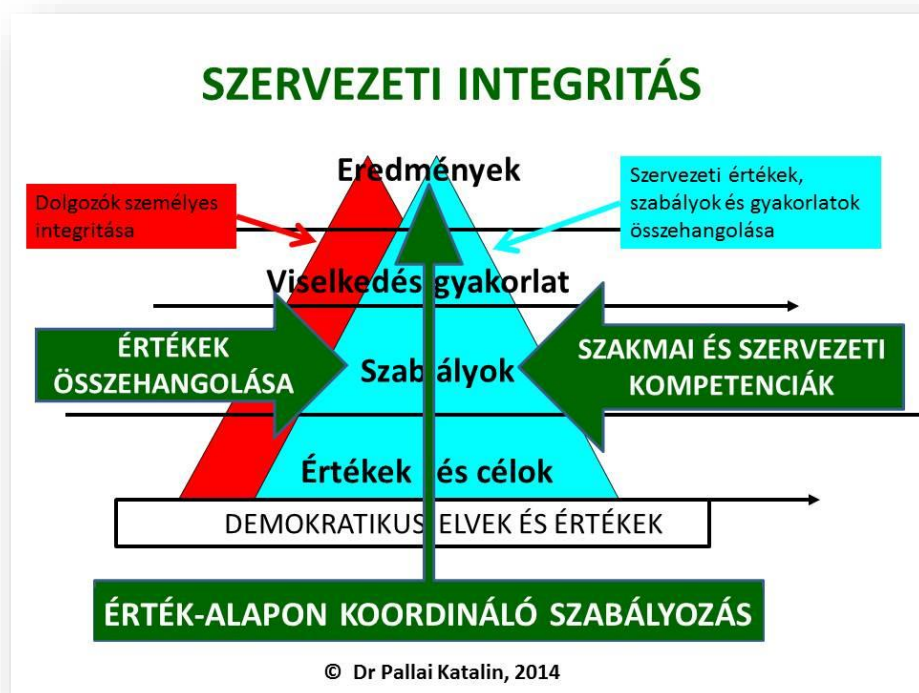 SZERVEZETI INTEGRITÁS
Eredmények
Dolgozók személyes
integritása
Szervezeti értékek,
szabályok és gyakorlatok
összehangolása
Viselkedés gyakorlat
ÉRTÉKEK
ÖSSZEHANGOLÁSA
Szabályok
SZAKMAI ÉS SZERVEZETI
KOMPETENCIÁK
Értékek és célok
DEMOKRATIKUS ELVEK ÉS ÉRTÉKEK
ÉRTÉK-ALAPON KOORDINÁLÓ SZABÁLYOZÁS
© Dr Pallai Katalin, 2014